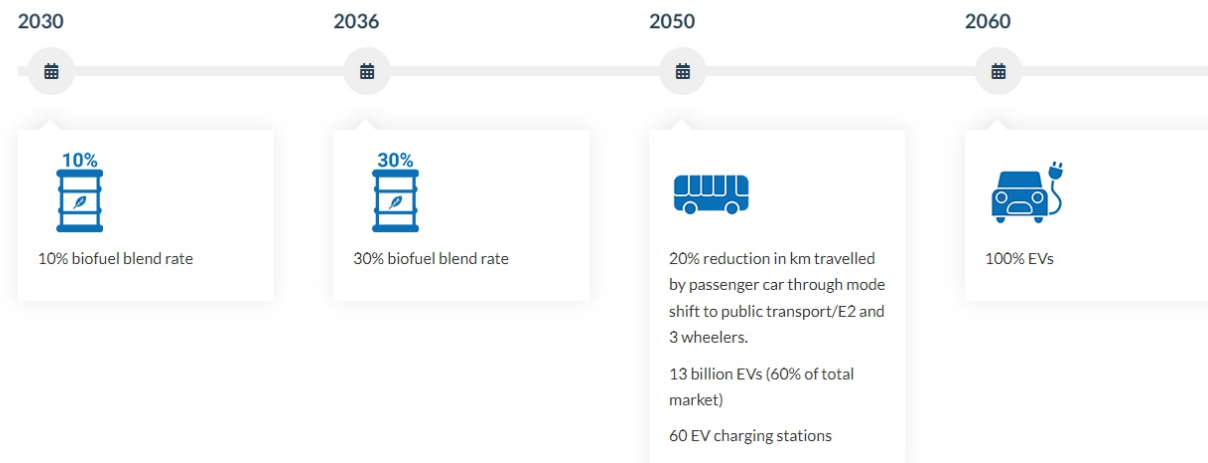 2030
2036
2050
2060
10%
10% biofuel blend rate
30%
30% biofuel blend rate
20% reduction in km travelled
by passenger car through mode
shift to public transport/E2 and
3 wheelers.
13 billion EVs (60% of total
market)
60 EV charging stations
100% EVs